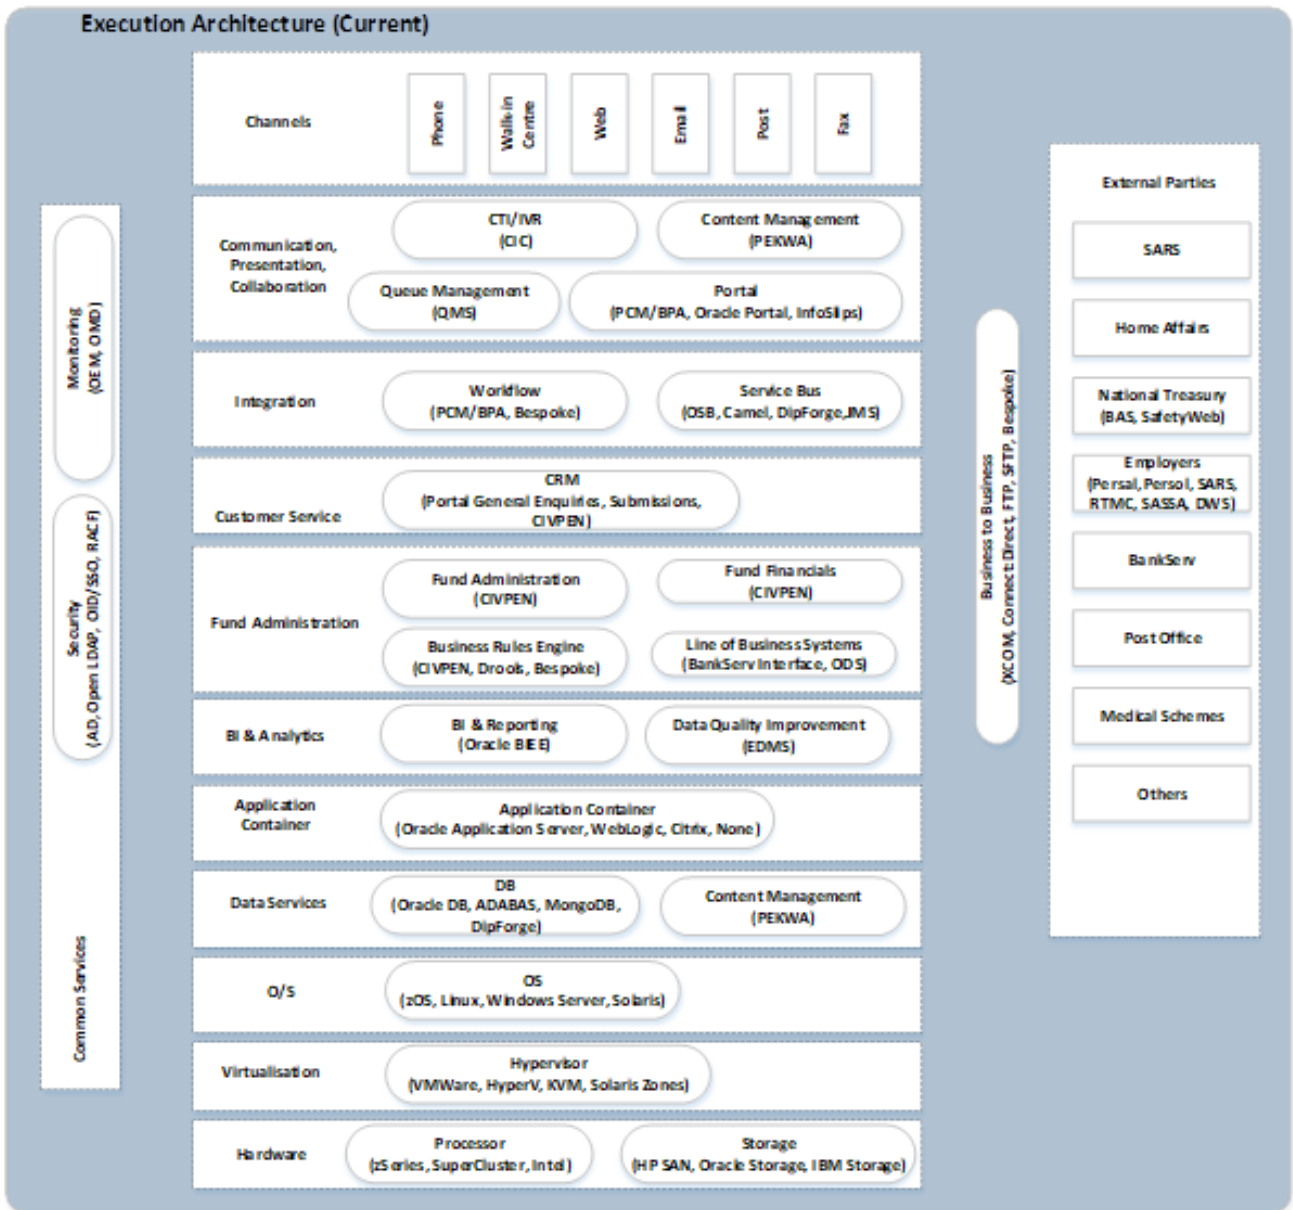 Execution Architecture (Current)
Channels
Phone
Walk-in
Centre
Web
Email
Post
Fax
Communication,
Presentation,
Collaboration
CTI/IVR
(CIC)
Content Management
(PEKWA)
Queue Management
(QMS)
Portal
(PCM/BPA, Oracle Portal, InfoSlips)
Integration
Workflow
(PCM/BPA, Bespoke)
Service Bus
(OSB, Camel, DipForge,JMS)
Customer Service
CRM
(Portal General Enquiries, Submissions,
CIVPEN)
Fund Administration
Fund Administration
(CIVPEN)
Fund Financials
(CIVPEN)
Business Rules Engine
(CIVPEN, Drools, Bespoke)
Line of Business Systems
(BankServ Interface, ODS)
BI & Analytics
BI & Reporting
(Oracle BIEE)
Data Quality Improvement
(EDMS)
Application
Container
Application Container
(Oracle Application Server, WebLogic, Citrix, None)
Data Services
DB
(Oracle DB, ADABAS, MongoDB,
DipForge)
Content Management
(PEKWA)
O/S
OS
(zOS, Linux, Windows Server, Solaris)
Virtualisation
Hypervisor
(VMWare, HyperV, KVM, Solaris Zones)
Hardware
Processor
(zSeries, SuperCluster, Intel)
Storage
(HP SAN, Oracle Storage, IBM Storage)
Monitoring
(OEM, OMD)
Security
(AD, Open LDAP, OID/SSO, RACF)
Common Services
Business to Business
(XCOM, Connect:Direct, FTP, SFTP, Bespoke)
External Parties
SARS
Home Affairs
National Treasury
(BAS, SafetyWeb)
Employers
(Persal, Persol, SARS,
RTMC, SASSA, DWS)
BankServ
Post Office
Medical Schemes
Others